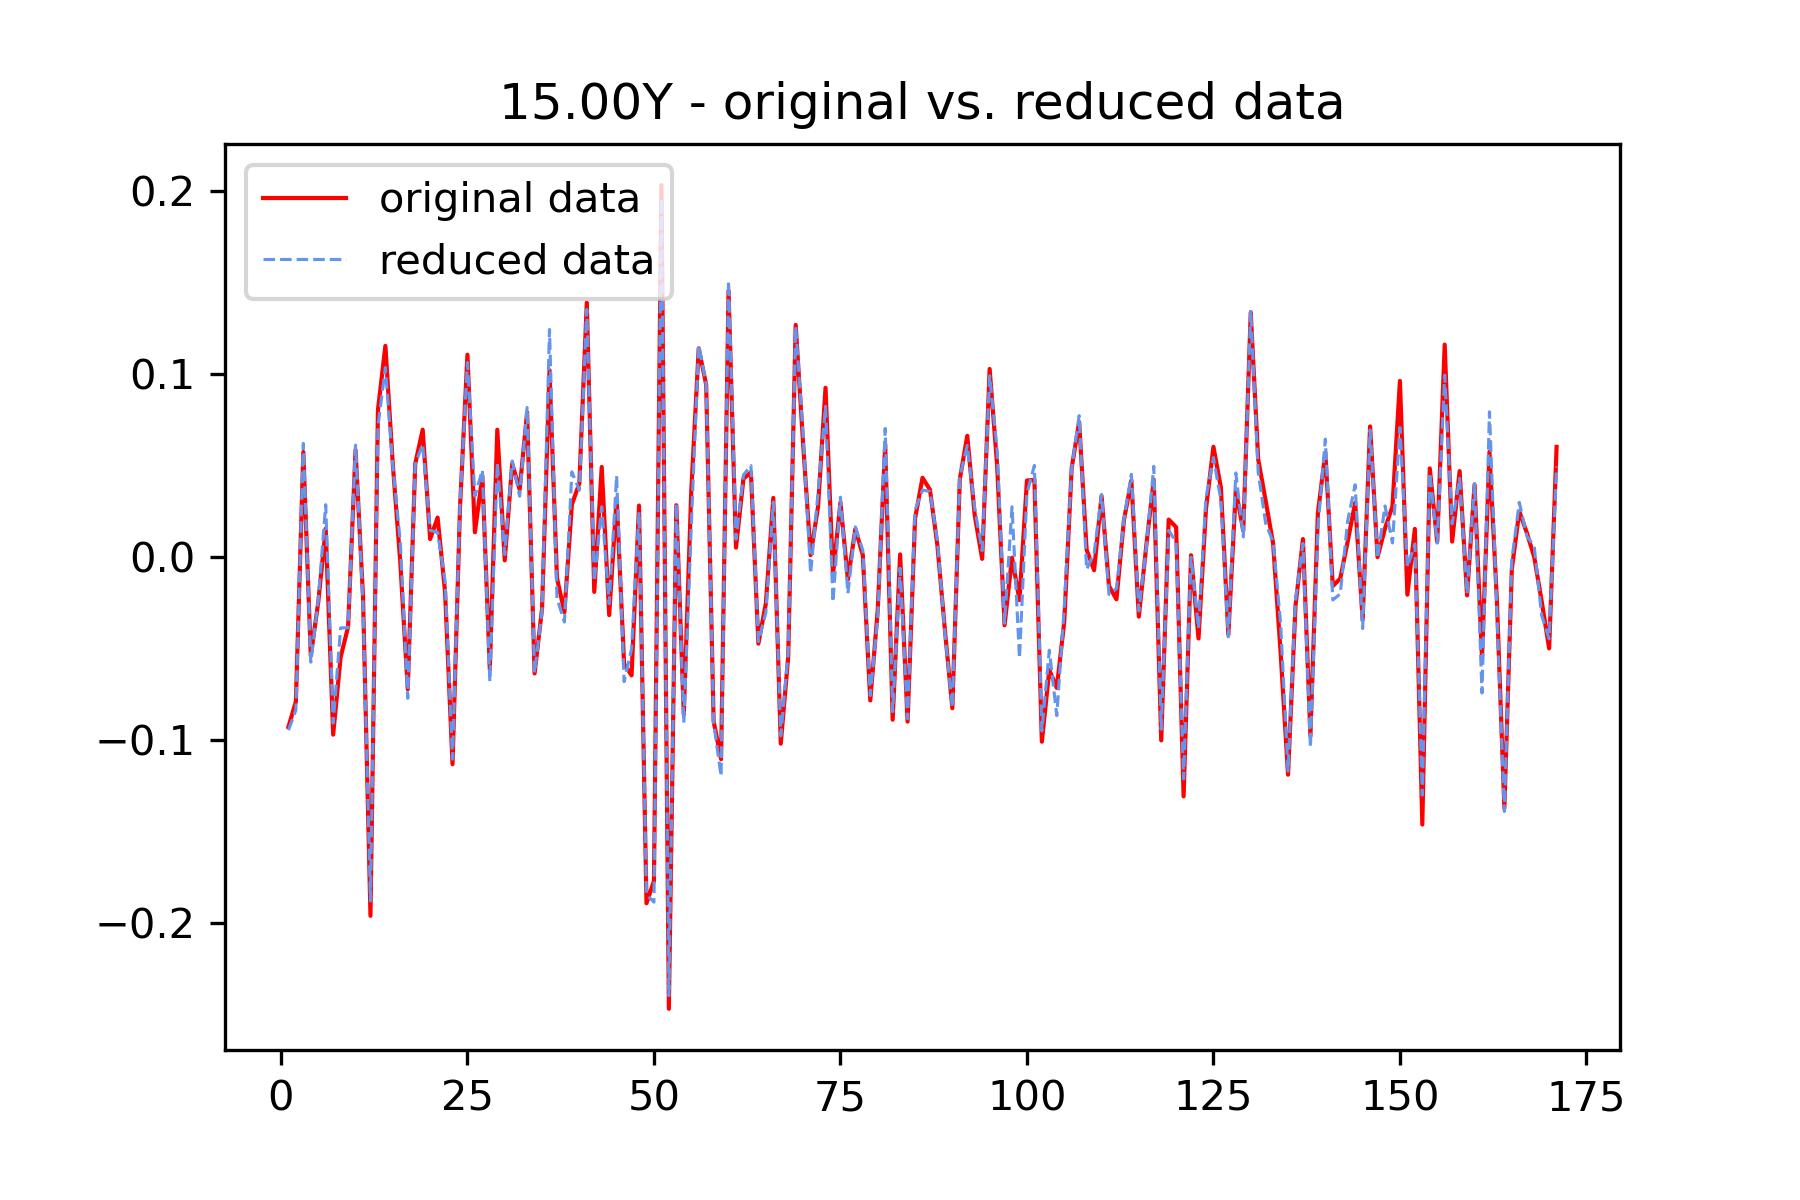 15.00Y - original vs. reduced data
original data
reduced data
0.2
0.1
0.0
−0.1
−0.2
0 25 50 75 100 125 150 175